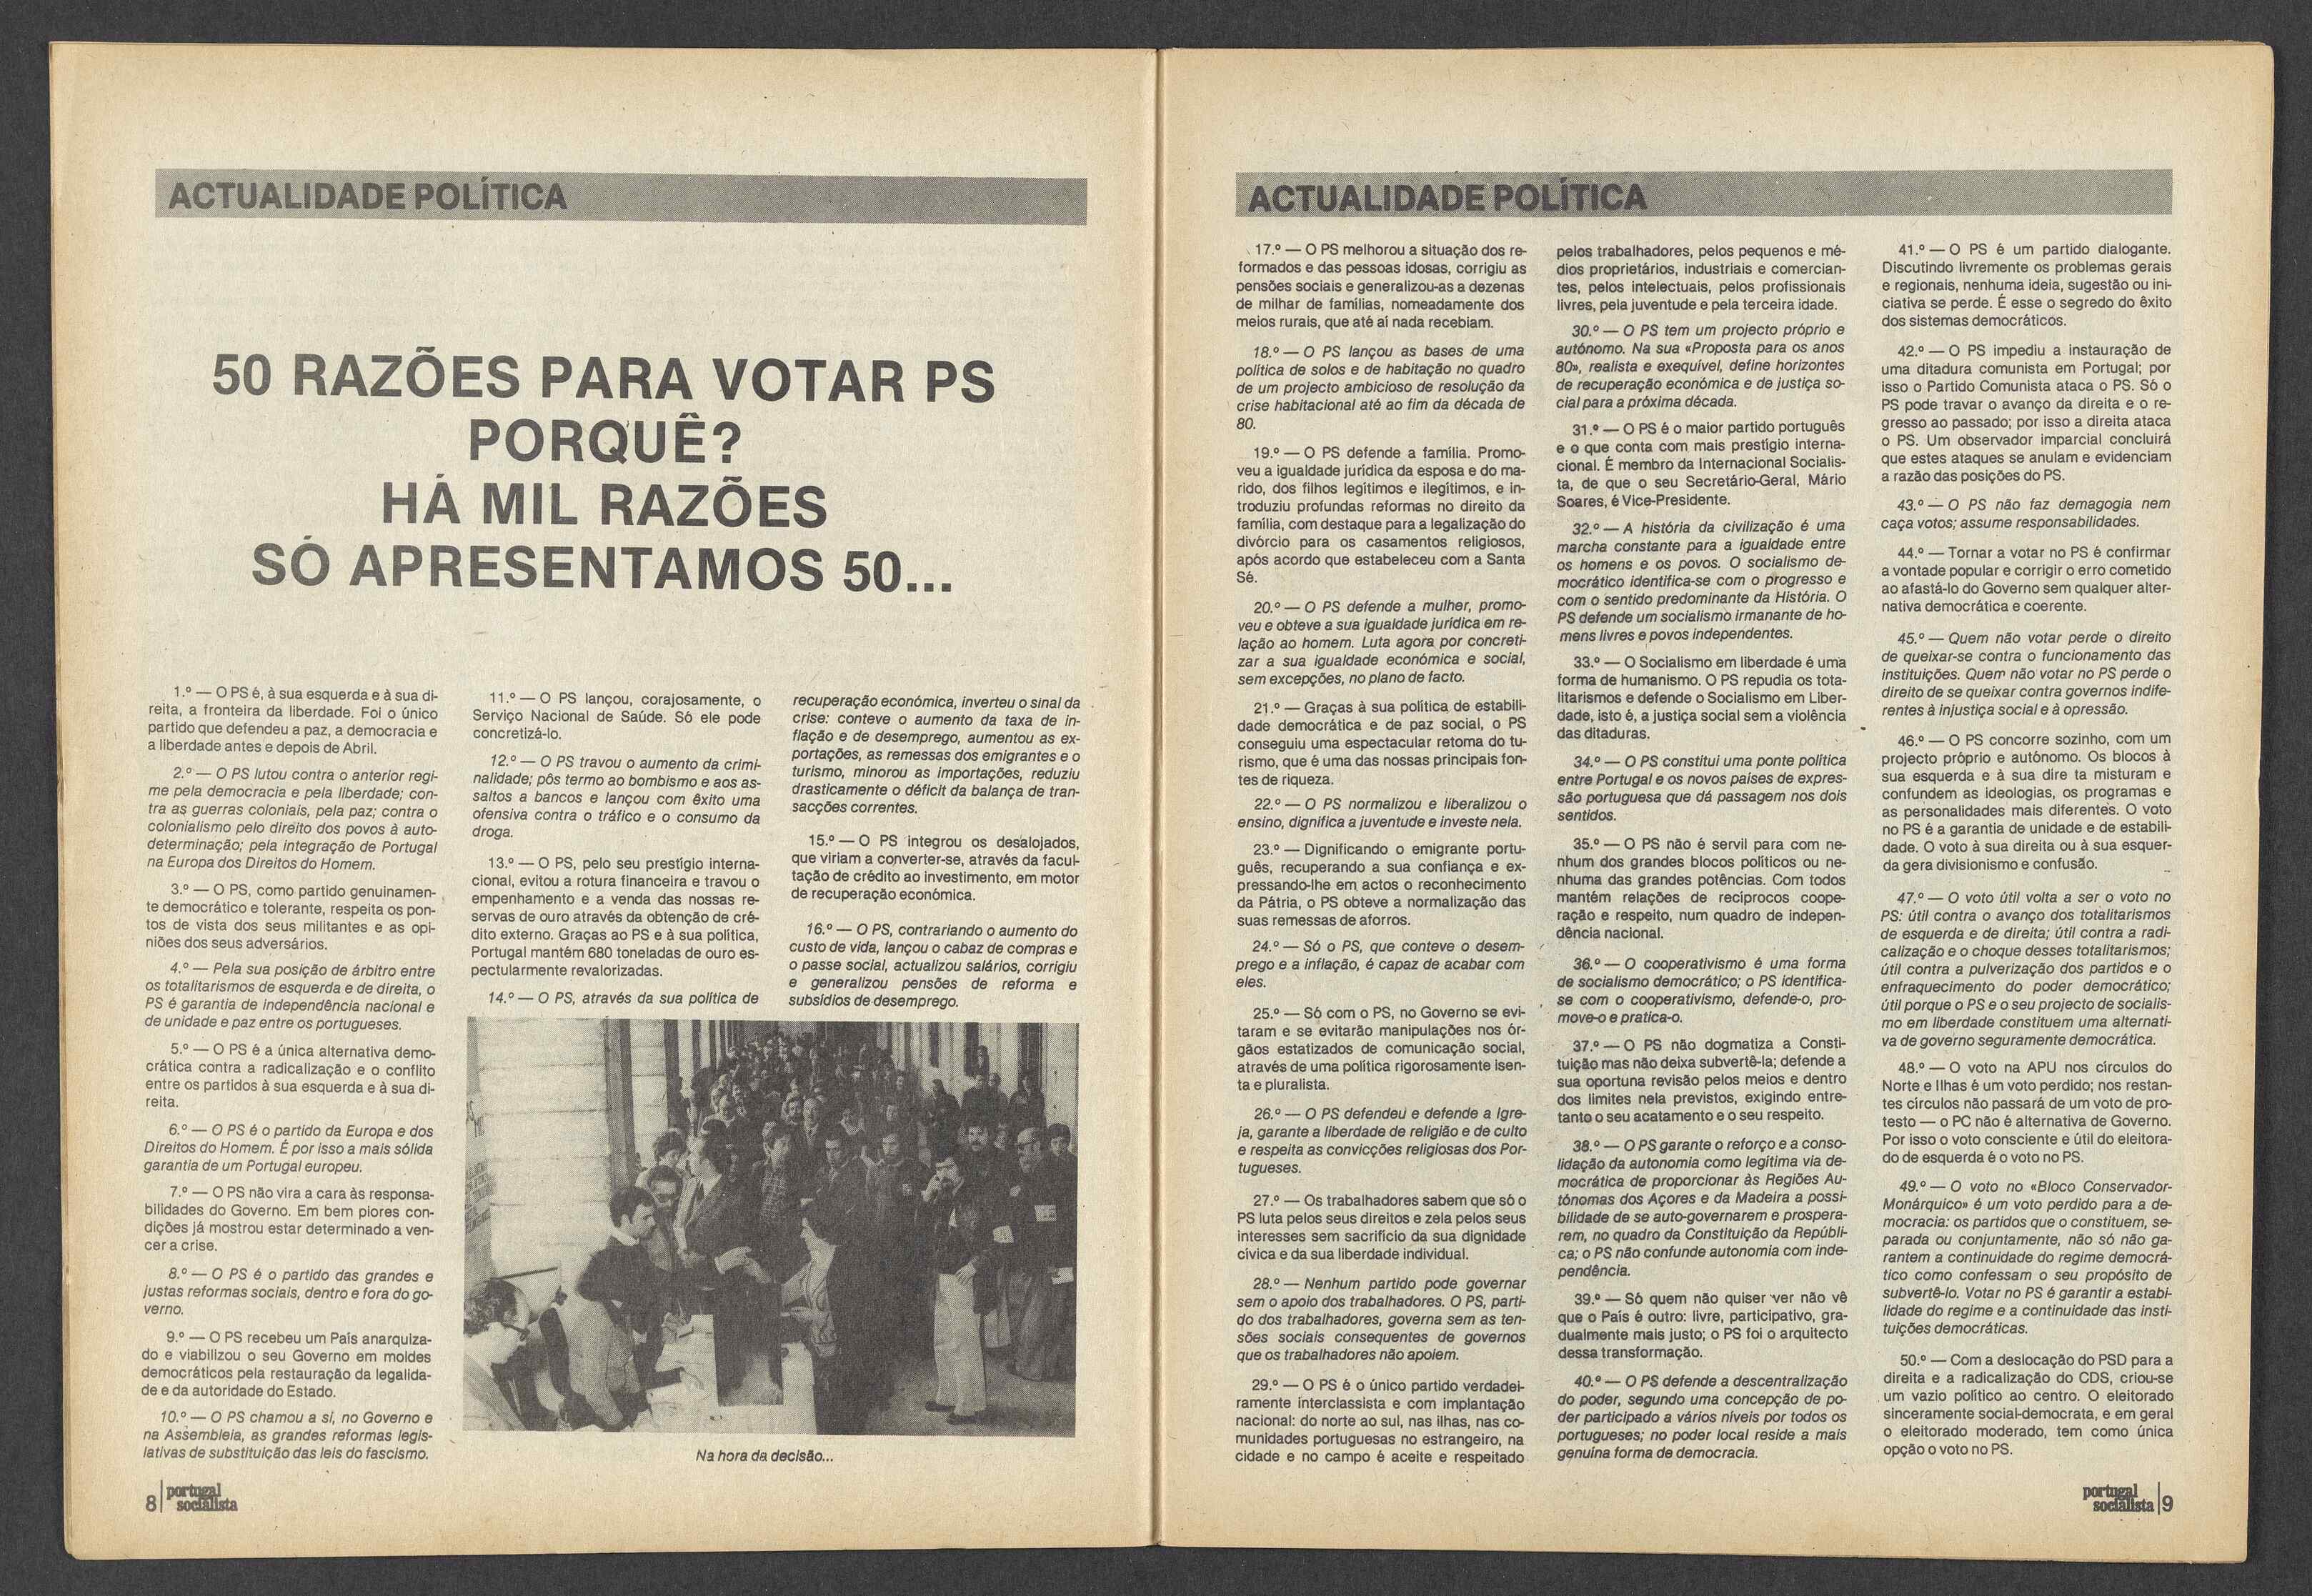 ACTUALIDADE POLÍTICA
50 RAZÕES PARA VOTAR PS
PORQUÊ?
HÁ MIL RAZÕES
SÓ APRESENTAMOS 50...
1.º — O PS é, à sua esquerda e à sua di-
reita, a fronteira da liberdade. Foi o único
partido que defendeu a paz, a democracia e
a liberdade antes e depois de Abril.
2.º — O PS lutou contra o anterior regi-
me pela democracia e pela liberdade; con-
tra as guerras coloniais, pela paz; contra o
colonialismo pelo direito dos povos à auto-
determinação; pela integração de Portugal
na Europa dos Direitos do Homem.
3.º — O PS, como partido genuinamen-
te democrático e tolerante, respeita os pon-
tos de vista dos seus militantes e as opi-
niões dos seus adversários.
4.º — Pela sua posição de árbitro entre
os totalitarismos de esquerda e de direita, o
PS é garantia de independência nacional e
de unidade e paz entre os portugueses.
5.º — O PS é a única alternativa demo-
crática contra a radicalização e o conflito
entre os partidos à sua esquerda e à sua di-
reita.
6.º — O PS é o partido da Europa e dos
Direitos do Homem. É por isso a mais sólida
garantia de um Portugal europeu.
7.º — O PS não vira a cara às responsa-
bilidades do Governo. Em bem piores con-
dições já mostrou estar determinado a ven-
cer a crise.
8.º — O PS é o partido das grandes e
justas reformas sociais, dentro e fora do go-
verno.
9.º — O PS recebeu um País anarquiza-
do e viabilizou o seu Governo em moldes
democráticos pela restauração da legalida-
de e da autoridade do Estado.
10.º — O PS chamou a sí, no Governo e
na Assembleia, as grandes reformas legis-
lativas de substituição das leis do fascismo.
11.º — O PS lançou, corajosamente, o
Serviço Nacional de Saúde. Só ele pode
concretizá-lo.
12.º — O PS travou o aumento da crimi-
nalidade; pôs termo ao bombismo e aos as-
saltos a bancos e lançou com êxito uma
ofensiva contra o tráfico e o consumo da
droga.
13.º — O PS, pelo seu prestígio interna-
cional, evitou a rotura financeira e travou o
empenhamento e a venda das nossas re-
servas de ouro através da obtenção de cré-
dito externo. Graças ao PS e à sua política,
Portugal mantém 680 toneladas de ouro es-
pectularmente revalorizadas.
14.º — O PS, através da sua política de
recuperação económica, inverteu o sinal da
crise: conteve o aumento da taxa de in-
flação e de desemprego, aumentou as ex-
portações, as remessas dos emigrantes e o
turismo, minorou as importações, reduziu
drasticamente o déficit da balança de tran-
sacções correntes.
15.º — O PS integrou os desalojados,
que viriam a converter-se, através da facul-
tação de crédito ao investimento, em motor
de recuperação económica.
16.º — O PS, contrariando o aumento do
custo de vida, lançou o cabaz de compras e
o passe social, actualizou salários, corrigiu
e generalizou pensões de reforma e
subsídios de desemprego.
Na hora da decisão...
8 portugal
socialista
ACTUALIDADE POLÍTICA
17.º — O PS melhorou a situação dos re-
formados e das pessoas idosas, corrigiu as
pensões sociais e generalizou-as a dezenas
de milhar de famílias, nomeadamente dos
meios rurais, que até aí nada recebiam.
18.º — O PS lançou as bases de uma
política de solos e de habitação no quadro
de um projecto ambicioso de resolução da
crise habitacional até ao fim da década de
80.
19.º — O PS defende a família. Promo-
veu a igualdade jurídica da esposa e do ma-
rido, dos filhos legítimos e ilegítimos, e in-
troduziu profundas reformas no direito da
família, com destaque para a legalização do
divórcio para os casamentos religiosos,
após acordo que estabeleceu com a Santa
Sé.
20.º — O PS defende a mulher, promo-
veu e obteve a sua igualdade jurídica em re-
lação ao homem. Luta agora por concreti-
zar a sua igualdade económica e social,
sem excepções, no plano de facto.
21.º — Graças à sua política de estabili-
dade democrática e de paz social, o PS
conseguiu uma espectacular retoma do tu-
rismo, que é uma das nossas principais fon-
tes de riqueza.
22.º — O PS normalizou e liberalizou o
ensino, dignifica a juventude e investe nela.
23.º — Dignificando o emigrante portu-
guês, recuperando a sua confiança e ex-
pressando-lhe em actos o reconhecimento
da Pátria, o PS obteve a normalização das
suas remessas de aforros.
24.º — Só o PS, que conteve o desem-
prego e a inflação, é capaz de acabar com
eles.
25.º — Só com o PS, no Governo se evi-
taram e se evitarão manipulações nos ór-
gãos estatizados de comunicação social,
através de uma política rigorosamente isen-
ta e pluralista.
26.º — O PS defendeu e defende a Igre-
ja, garante a liberdade de religião e de culto
e respeita as convicções religiosas dos Por-
tugueses.
27.º — Os trabalhadores sabem que só o
PS luta pelos seus direitos e zela pelos seus
interesses sem sacrifício da sua dignidade
cívica e da sua liberdade individual.
28.º — Nenhum partido pode governar
sem o apoio dos trabalhadores. O PS, parti-
do dos trabalhadores, governa sem as ten-
sões sociais consequentes de governos
que os trabalhadores não apoiem.
29.º — O PS é o único partido verdadei-
ramente interclassista e com implantação
nacional: do norte ao sul, nas ilhas, nas co-
munidades portuguesas no estrangeiro, na
cidade e no campo é aceite e respeitado
pelos trabalhadores, pelos pequenos e mé-
dios proprietários, industriais e comercian-
tes, pelos intelectuais, pelos profissionais
livres, pela juventude e pela terceira idade.
30.º — O PS tem um projecto próprio e
autónomo. Na sua «Proposta para os anos
80», realista e exequível, define horizontes
de recuperação económica e de justiça so-
cial para a próxima década.
31.º — O PS é o maior partido português
e o que conta com mais prestígio interna-
cional. É membro da Internacional Socialis-
ta, de que o seu Secretário-Geral, Mário
Soares, é Vice-Presidente.
32.º — A história da civilização é uma
marcha constante para a igualdade entre
os homens e os povos. O socialismo de-
mocrático identifica-se com o progresso e
com o sentido predominante da História. O
PS defende um socialismo irmanante de ho-
mens livres e povos independentes.
33.º — O Socialismo em liberdade é uma
forma de humanismo. O PS repudia os tota-
litarismos e defende o Socialismo em Liber-
dade, isto é, a justiça social sem a violência
das ditaduras.
34.º — O PS constitui uma ponte política
entre Portugal e os novos países de expres-
são portuguesa que dá passagem nos dois
sentidos.
35.º — O PS não é servil para com ne-
nhum dos grandes blocos políticos ou ne-
nhuma das grandes potências. Com todos
mantém relações de recíprocos coope-
ração e respeito, num quadro de indepen-
dência nacional.
36.º — O cooperativismo é uma forma
de socialismo democrático; o PS identifica-
se com o cooperativismo, defende-o, pro-
move-o e pratica-o.
37.º — O PS não dogmatiza a Consti-
tuição mas não deixa subvertê-la; defende a
sua oportuna revisão pelos meios e dentro
dos limites nela previstos, exigindo entre-
tanto o seu acatamento e o seu respeito.
38.º — O PS garante o reforço e a conso-
lidação da autonomia como legítima via de-
mocrática de proporcionar às Regiões Au-
tónomas dos Açores e da Madeira a possi-
bilidade de se auto-governarem e prospera-
rem, no quadro da Constituição da Repúbli-
ca; o PS não confunde autonomia com inde-
pendência.
39.º — Só quem não quiser ver não vê
que o País é outro: livre, participativo, gra-
dualmente mais justo; o PS foi o arquitecto
dessa transformação.
40.º — O PS defende a descentralização
do poder, segundo uma concepção de po-
der participado a vários níveis por todos os
portugueses; no poder local reside a mais
genuína forma de democracia.
41.º — O PS é um partido dialogante.
Discutindo livremente os problemas gerais
e regionais, nenhuma ideia, sugestão ou ini-
ciativa se perde. É esse o segredo do êxito
dos sistemas democráticos.
42.º — O PS impediu a instauração de
uma ditadura comunista em Portugal; por
isso o Partido Comunista ataca o PS. Só o
PS pode travar o avanço da direita e o re-
gresso ao passado; por isso a direita ataca
o PS. Um observador imparcial concluirá
que estes ataques se anulam e evidenciam
a razão das posições do PS.
43.º — O PS não faz demagogia nem
caça votos; assume responsabilidades.
44.º — Tornar a votar no PS é confirmar
a vontade popular e corrigir o erro cometido
ao afastá-lo do Governo sem qualquer alter-
nativa democrática e coerente.
45.º — Quem não votar perde o direito
de queixar-se contra o funcionamento das
instituições. Quem não votar no PS perde o
direito de se queixar contra governos indife-
rentes à injustiça social e à opressão.
46.º — O PS concorre sozinho, com um
projecto próprio e autónomo. Os blocos à
sua esquerda e à sua dire ta misturam e
confundem as ideologias, os programas e
as personalidades mais diferentes. O voto
no PS é a garantia de unidade e de estabili-
dade. O voto à sua direita ou à sua esquer-
da gera divisionismo e confusão.
47.º — O voto útil volta a ser o voto no
PS: útil contra o avanço dos totalitarismos
de esquerda e de direita; útil contra a radi-
calização e o choque desses totalitarismos;
útil contra a pulverização dos partidos e o
enfraquecimento do poder democrático;
útil porque o PS e o seu projecto de socialis-
mo em liberdade constituem uma alternati-
va de governo seguramente democrática.
48.º — O voto na APU nos círculos do
Norte e Ilhas é um voto perdido; nos restan-
tes círculos não passará de um voto de pro-
testo — o PC não é alternativa de Governo.
Por isso o voto consciente e útil do eleitora-
do de esquerda é o voto no PS.
49.º — O voto no «Bloco Conservador-
Monárquico» é um voto perdido para a de-
mocracia: os partidos que o constituem, se-
parada ou conjuntamente, não só não ga-
rantem a continuidade do regime democrá-
tico como confessam o seu propósito de
subvertê-lo. Votar no PS é garantir a estabi-
lidade do regime e a continuidade das insti-
tuições democráticas.
50.º — Com a deslocação do PSD para a
direita e a radicalização do CDS, criou-se
um vazio político ao centro. O eleitorado
sinceramente social-democrata, e em geral
o eleitorado moderado, tem como única
opção o voto no PS.
portugal
socialista 9